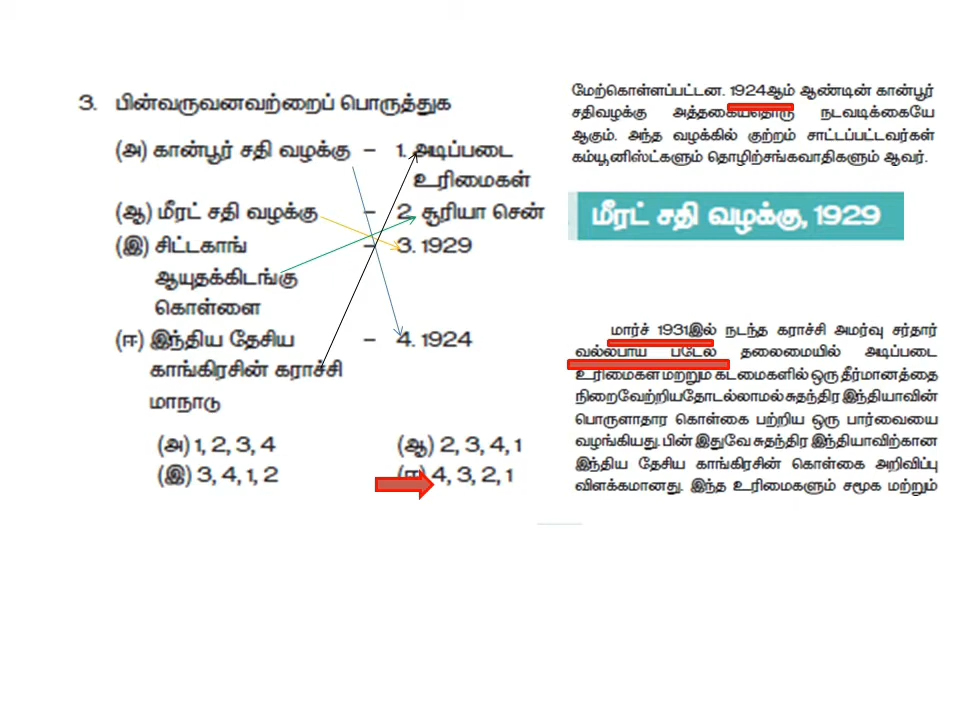 3. பின்வருவனவற்றைப் பொருத்துக
(அ) கான்பூர் சதி வழக்கு – 1. அடிப்படை
உரிமைகள்
(ஆ) மீரட் சதி வழக்கு – 2. சூரியா சென்
(இ) சிட்டகாங் – 3. 1929
ஆயுதக்கிடங்கு
கொள்ளை
(ஈ) இந்திய தேசிய – 4. 1924
காங்கிரசின் கராச்சி
மாநாடு
(அ) 1, 2, 3, 4 (ஆ) 2, 3, 4, 1
(இ) 3, 4, 1, 2 (ஈ) 4, 3, 2, 1
மேற்கொள்ளப்பட்டன. 1924ஆம் ஆண்டின் கான்பூர்
சதிவழக்கு அத்தகையதொரு நடவடிக்கையே
ஆகும். அந்த வழக்கில் குற்றம் சாட்டப்பட்டவர்கள்
கம்யூனிஸ்ட்களும் தொழிற்சங்கவாதிகளும் ஆவர்.
மீரட் சதி வழக்கு, 1929
மார்ச் 1931இல் நடந்த கராச்சி அமர்வு சர்தார்
வல்லபாய் படேல் தலைமையில் அடிப்படை
உரிமைகள் மற்றும் கடமைகளில் ஒரு தீர்மானத்தை
நிறைவேற்றியதோடல்லாமல் சுதந்திர இந்தியாவின்
பொருளாதார கொள்கை பற்றிய ஒரு பார்வையை
வழங்கியது. பின் இதுவே சுதந்திர இந்தியாவிற்கான
இந்திய தேசிய காங்கிரசின் கொள்கை அறிவிப்பு
விளக்கமானது. இந்த உரிமைகளும் சமூக மற்றும்